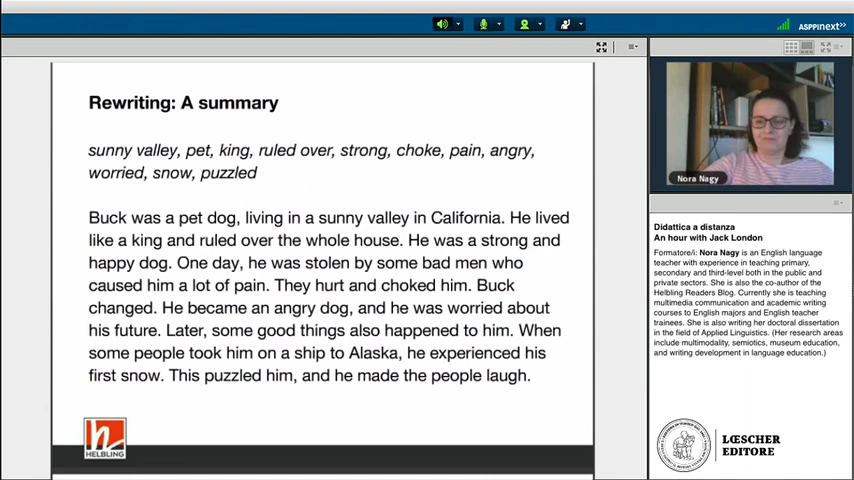 ASPPInext>>
Rewriting: A summary
sunny valley, pet, king, ruled over, strong, choke, pain, angry,
worried, snow, puzzled
Buck was a pet dog, living in a sunny valley in California. He lived
like a king and ruled over the whole house. He was a strong and
happy dog. One day, he was stolen by some bad men who
caused him a lot of pain. They hurt and choked him. Buck
changed. He became an angry dog, and he was worried about
his future. Later, some good things also happened to him. When
some people took him on a ship to Alaska, he experienced his
first snow. This puzzled him, and he made the people laugh.
h
HELBLING
Nora Nagy
Didattica a distanza
An hour with Jack London
Formatore/i: Nora Nagy is an English language
teacher with experience in teaching primary,
secondary and third-level both in the public and
private sectors. She is also the co-author of the
Helbling Readers Blog. Currently she is teaching
multimedia communication and academic writing
courses to English majors and English teacher
trainees. She is also writing her doctoral dissertation
in the field of Applied Linguistics. (Her research areas
include multimodality, semiotics, museum education,
and writing development in language education.)
LŒSCHER
EDITORE